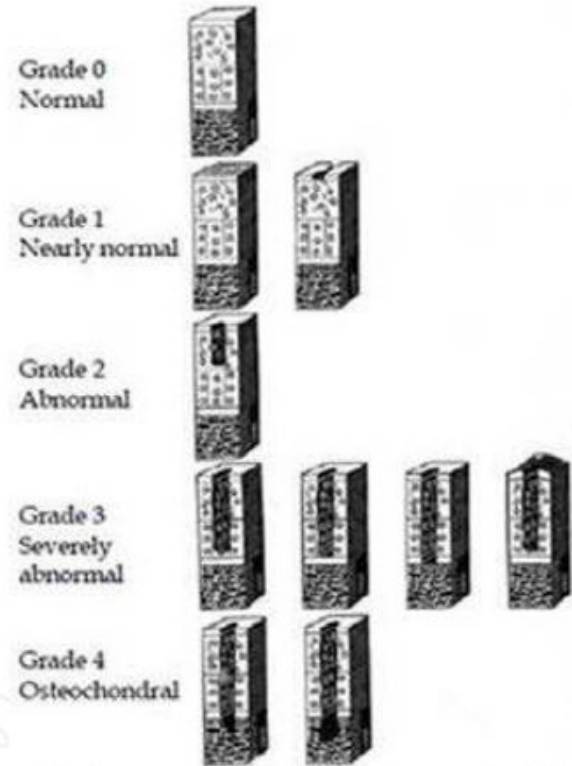 Grade 0
Normal
Grade 1
Nearly normal
Grade 2
Abnormal
Grade 3
Severely
abnormal
Grade 4
Osteochondral